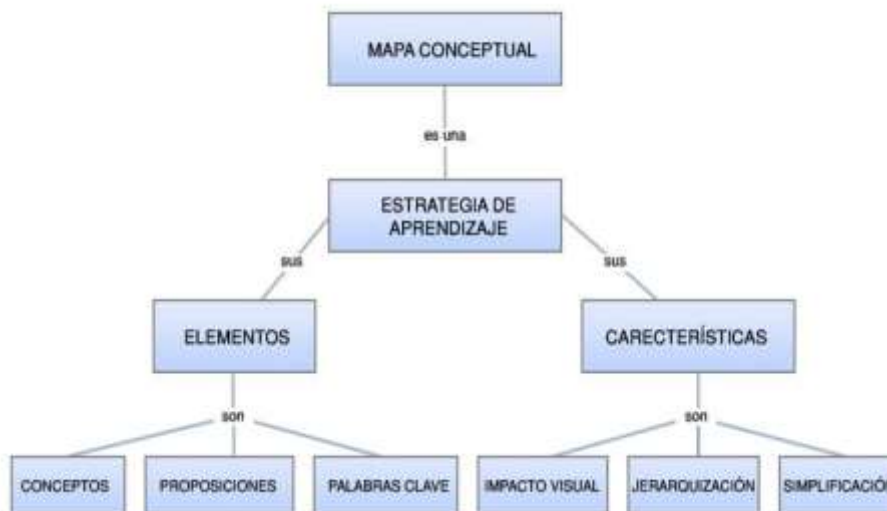 MAPA CONCEPTUAL
es una
ESTRATEGIA DE
APRENDIZAJE
sus
sus
ELEMENTOS
CARECTERÍSTICAS
son
son
CONCEPTOS
PROPOSICIONES
PALABRAS CLAVE
IMPACTO VISUAL
JERARQUIZACIÓN
SIMPLIFICACIÓN